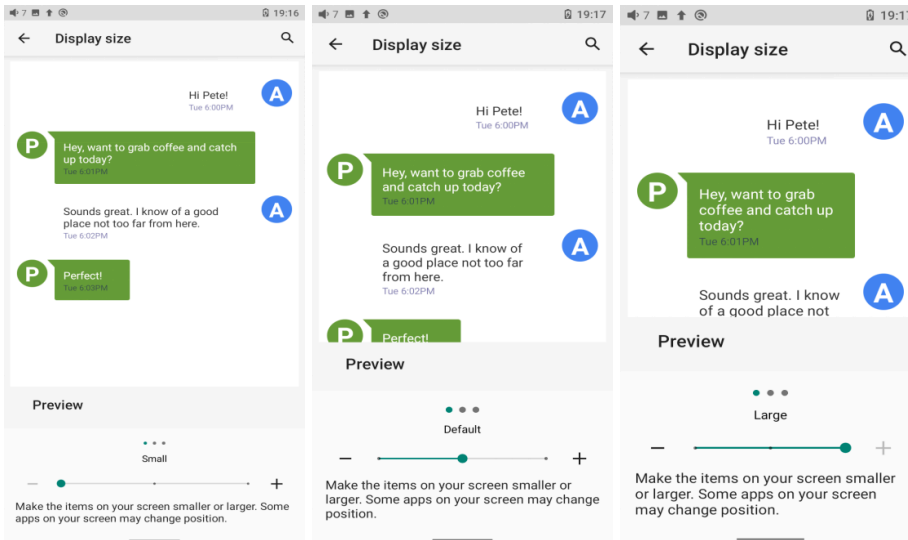 7 19:16
Display size
Hi Pete!
Tue 6:00PM
A
P
Hey, want to grab coffee and catch
up today?
Tue 6:01PM
Sounds great. I know of a good
place not too far from here.
Tue 6:02PM
A
P
Perfect!
Tue 6:03PM
Preview
Small
Make the items on your screen smaller or larger. Some
apps on your screen may change position.
7 19:17
Display size
Hi Pete!
Tue 6:00PM
A
P
Hey, want to grab coffee
and catch up today?
Tue 6:01PM
Sounds great. I know of
a good place not too far
from here.
Tue 6:02PM
A
P
Perfect!
Preview
Default
Make the items on your screen smaller or
larger. Some apps on your screen may change
position.
7 19:17
Display size
Hi Pete!
Tue 6:00PM
A
P
Hey, want to grab
coffee and catch up
today?
Tue 6:01PM
Sounds great. I know
of a good place not
A
Preview
Large
Make the items on your screen smaller
or larger. Some apps on your screen
may change position.